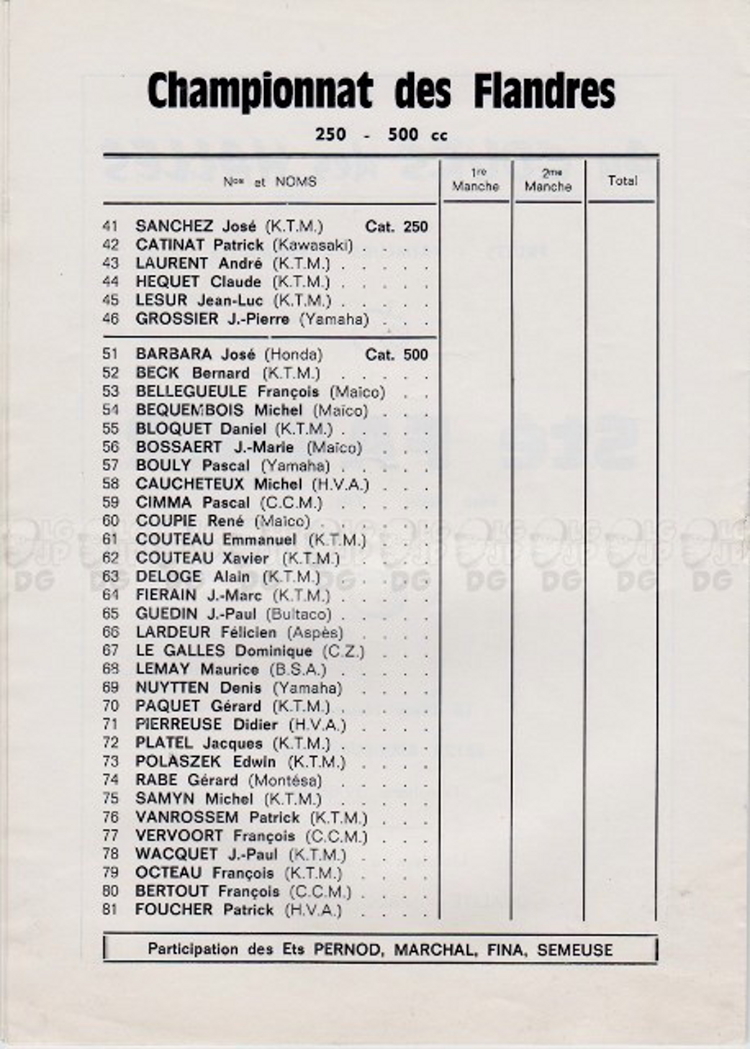 Championnat des Flandres
250 - 500 cc
Nos et NOMS 1re Manche 2me Manche Total
41 SANCHEZ José (K.T.M.) Cat. 250
42 CATINAT Patrick (Kawasaki) . . . .
43 LAURENT André (K.T.M.) . . . . .
44 HEQUET Claude (K.T.M.) . . . . .
45 LESUR Jean-Luc (K.T.M.) . . . . .
46 GROSSIER J.-Pierre (Yamaha) . . .
51 BARBARA José (Honda) Cat. 500
52 BECK Bernard (K.T.M.) . . . . .
53 BELLEGUEULE François (Maïco) . .
54 BEQUEMBOIS Michel (Maïco) . . .
55 BLOQUET Daniel (K.T.M.) . . . . .
56 BOSSAERT J.-Marie (Maïco) . . . .
57 BOULY Pascal (Yamaha) . . . . .
58 CAUCHETEUX Michel (H.V.A.) . . .
59 CIMMA Pascal (C.C.M.) . . . . .
60 COUPIE René (Maïco) . . . . .
61 COUTEAU Emmanuel (K.T.M.) . . .
62 COUTEAU Xavier (K.T.M.) . . . .
63 DELOGE Alain (K.T.M.) . . . . .
64 FIERAIN J.-Marc (K.T.M.) . . . . .
65 GUEDIN J.-Paul (Bultaco) . . . . .
66 LARDEUR Félicien (Aspès) . . . .
67 LE GALLES Dominique (C.Z.) . . . .
68 LEMAY Maurice (B.S.A.) . . . . .
69 NUYTTEN Denis (Yamaha) . . . .
70 PAQUET Gérard (K.T.M.) . . . .
71 PIERREUSE Didier (H.V.A.) . . . .
72 PLATEL Jacques (K.T.M.) . . . . .
73 POLASZEK Edwin (K.T.M.) . . . .
74 RABE Gérard (Montésa) . . . . .
75 SAMYN Michel (K.T.M.) . . . . .
76 VANROSSEM Patrick (K.T.M.) . . .
77 VERVOORT François (C.C.M.) . . .
78 WACQUET J.-Paul (K.T.M.) . . . .
79 OCTEAU François (K.T.M.) . . . .
80 BERTOUT François (C.C.M.) . . . .
81 FOUCHER Patrick (H.V.A.) . . . .
Participation des Ets PERNOD, MARCHAL, FINA, SEMEUSE